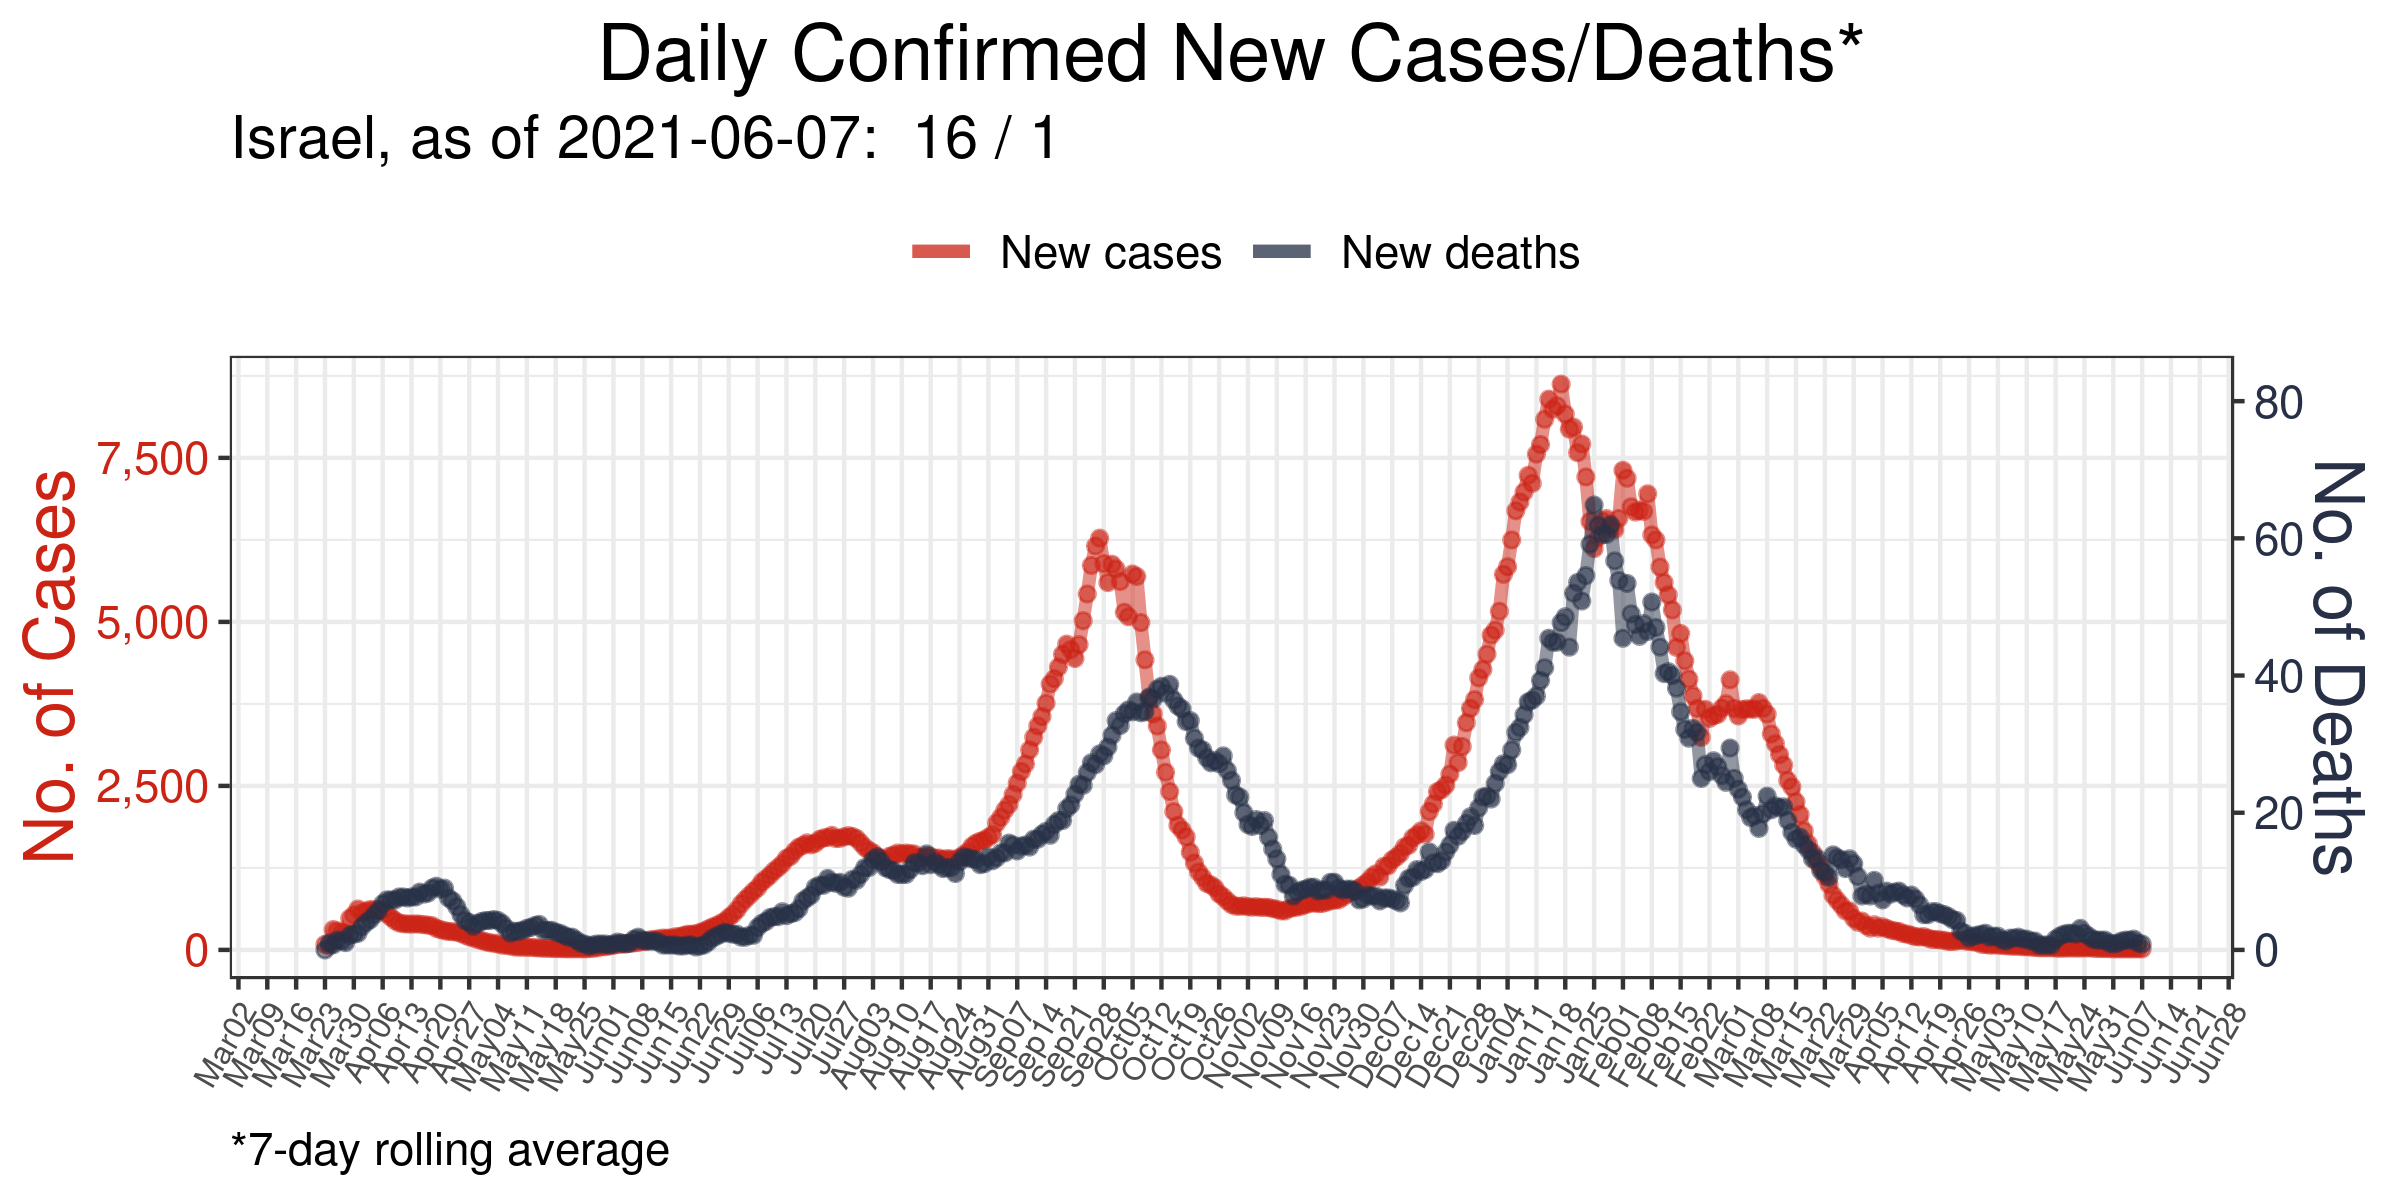 Daily Confirmed New Cases/Deaths*
Israel, as of 2021-06-07: 16 / 1
New cases
New deaths
No. of Cases
7,500
5,000
2,500
0
80
60
40
20
0
No. of Deaths
Mar02
Mar09
Mar16
Mar23
Mar30
Apr06
Apr13
Apr20
Apr27
May04
May11
May18
May25
Jun01
Jun08
Jun15
Jun22
Jun29
Jul06
Jul13
Jul20
Jul27
Aug03
Aug10
Aug17
Aug24
Aug31
Sep07
Sep14
Sep21
Sep28
Oct05
Oct12
Oct19
Oct26
Nov02
Nov09
Nov16
Nov23
Nov30
Dec07
Dec14
Dec21
Dec28
Jan04
Jan11
Jan18
Jan25
Feb01
Feb08
Feb15
Feb22
Mar01
Mar08
Mar15
Mar22
Mar29
Apr05
Apr12
Apr19
Apr26
May03
May10
May17
May24
May31
Jun07
Jun14
Jun21
Jun28
*7-day rolling average